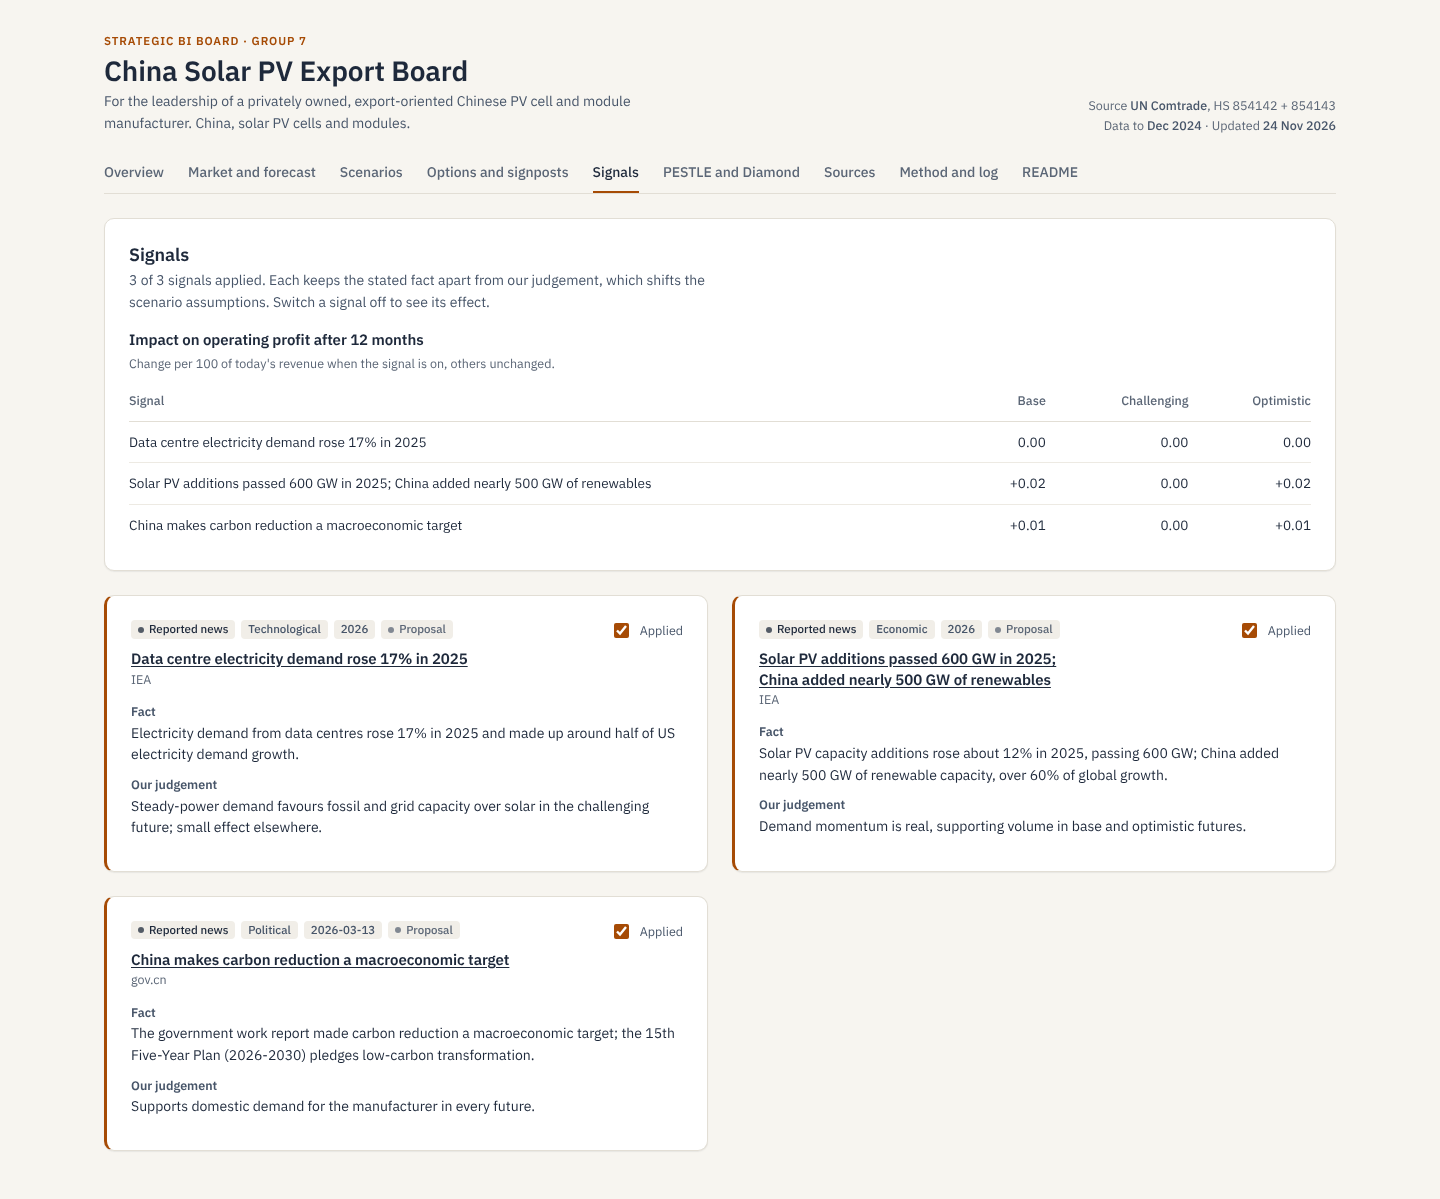 STRATEGIC BI BOARD · GROUP 7
China Solar PV Export Board
For the leadership of a privately owned, export-oriented Chinese PV cell and module
manufacturer. China, solar PV cells and modules.
Source UN Comtrade, HS 854142 + 854143
Data to Dec 2024 · Updated 24 Nov 2026
Overview Market and forecast Scenarios Options and signposts Signals PESTLE and Diamond Sources Method and log README
Signals
3 of 3 signals applied. Each keeps the stated fact apart from our judgement, which shifts the
scenario assumptions. Switch a signal off to see its effect.
Impact on operating profit after 12 months
Change per 100 of today's revenue when the signal is on, others unchanged.
Signal Base Challenging Optimistic
Data centre electricity demand rose 17% in 2025 0.00 0.00 0.00
Solar PV additions passed 600 GW in 2025; China added nearly 500 GW of renewables +0.02 0.00 +0.02
China makes carbon reduction a macroeconomic target +0.01 0.00 +0.01
Reported news Technological 2026 Proposal Applied
Data centre electricity demand rose 17% in 2025
IEA
Fact
Electricity demand from data centres rose 17% in 2025 and made up around half of US
electricity demand growth.
Our judgement
Steady-power demand favours fossil and grid capacity over solar in the challenging
future; small effect elsewhere.
Reported news Economic 2026 Proposal Applied
Solar PV additions passed 600 GW in 2025;
China added nearly 500 GW of renewables
IEA
Fact
Solar PV capacity additions rose about 12% in 2025, passing 600 GW; China added
nearly 500 GW of renewable capacity, over 60% of global growth.
Our judgement
Demand momentum is real, supporting volume in base and optimistic futures.
Reported news Political 2026-03-13 Proposal Applied
China makes carbon reduction a macroeconomic target
gov.cn
Fact
The government work report made carbon reduction a macroeconomic target; the 15th
Five-Year Plan (2026-2030) pledges low-carbon transformation.
Our judgement
Supports domestic demand for the manufacturer in every future.